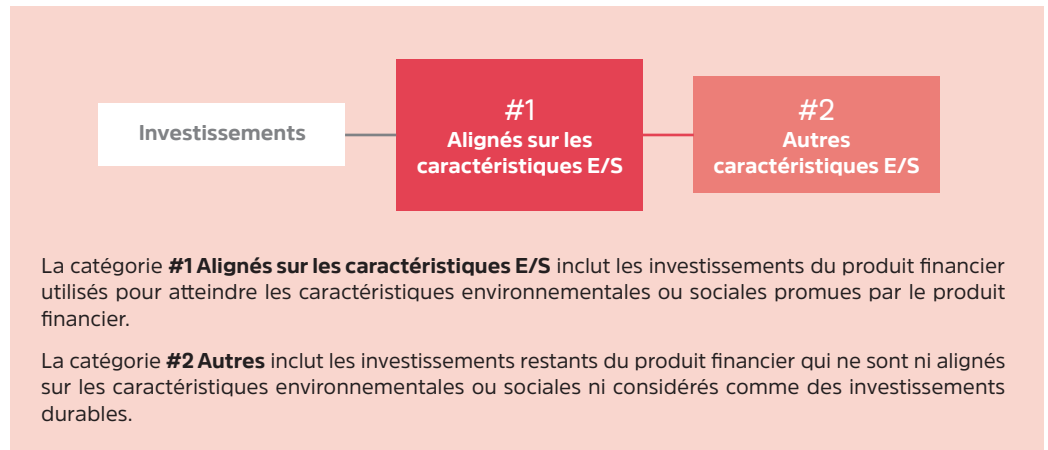 Investissements
#1
Alignés sur les
caractéristiques E/S
#2
Autres
caractéristiques E/S
La catégorie #1 Alignés sur les caractéristiques E/S inclut les investissements du produit financier
utilisés pour atteindre les caractéristiques environnementales ou sociales promues par le produit
financier.
La catégorie #2 Autres inclut les investissements restants du produit financier qui ne sont ni alignés
sur les caractéristiques environnementales ou sociales ni considérés comme des investissements
durables.